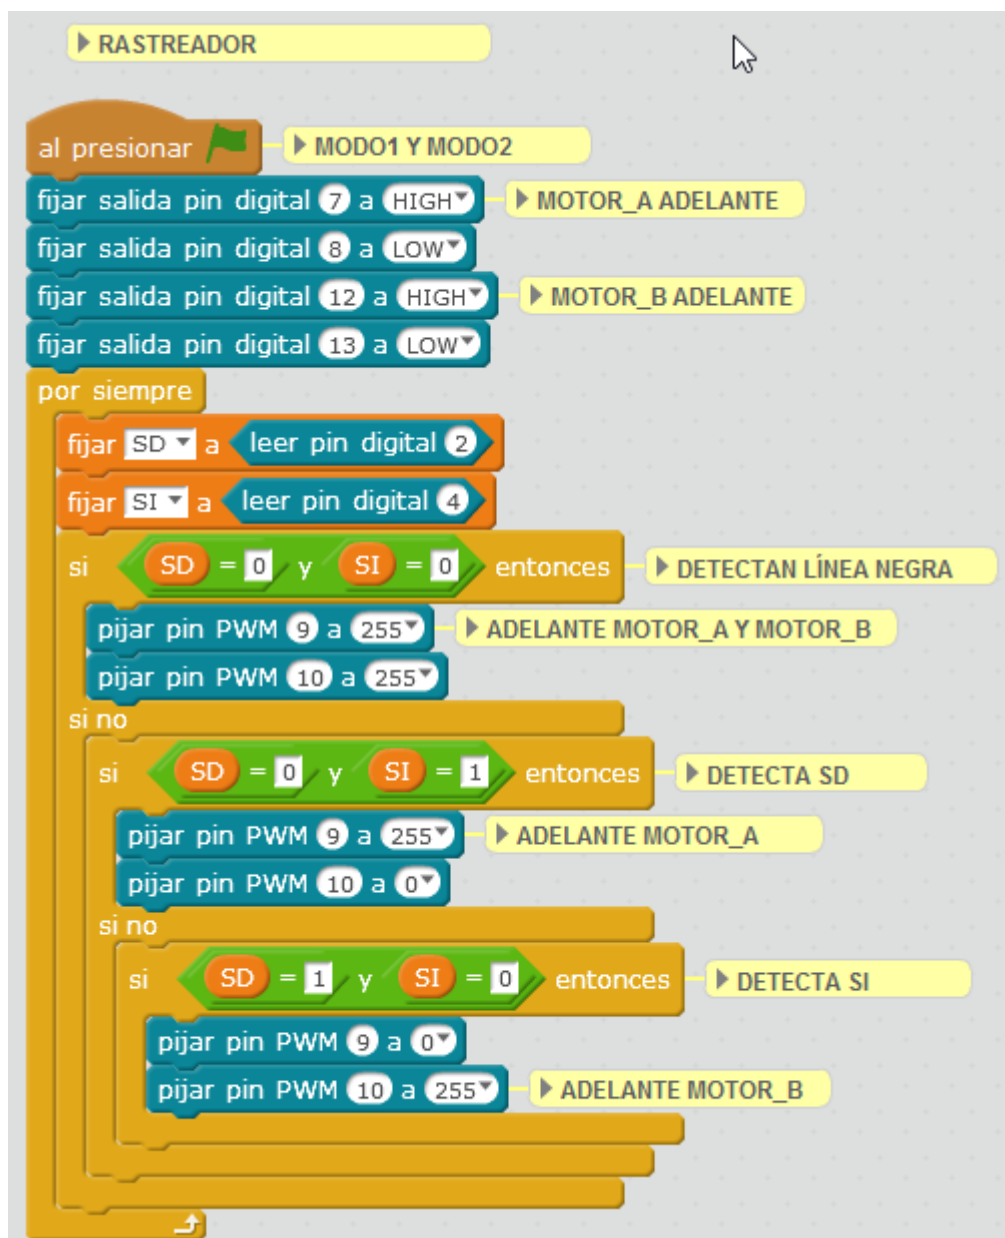 RASTREADOR
al presionar MODO1 Y MODO2
fijar salida pin digital 7 a HIGH MOTOR_A ADELANTE
fijar salida pin digital 8 a LOW
fijar salida pin digital 12 a HIGH MOTOR_B ADELANTE
fijar salida pin digital 13 a LOW
por siempre
fijar SD a leer pin digital 2
fijar SI a leer pin digital 4
si SD = 0 y SI = 0 entonces DETECTAN LÍNEA NEGRA
pijar pin PWM 9 a 255 ADELANTE MOTOR_A Y MOTOR_B
pijar pin PWM 10 a 255
si no
si SD = 0 y SI = 1 entonces DETECTA SD
pijar pin PWM 9 a 255 ADELANTE MOTOR_A
pijar pin PWM 10 a 0
si no
si SD = 1 y SI = 0 entonces DETECTA SI
pijar pin PWM 9 a 0
pijar pin PWM 10 a 255 ADELANTE MOTOR_B